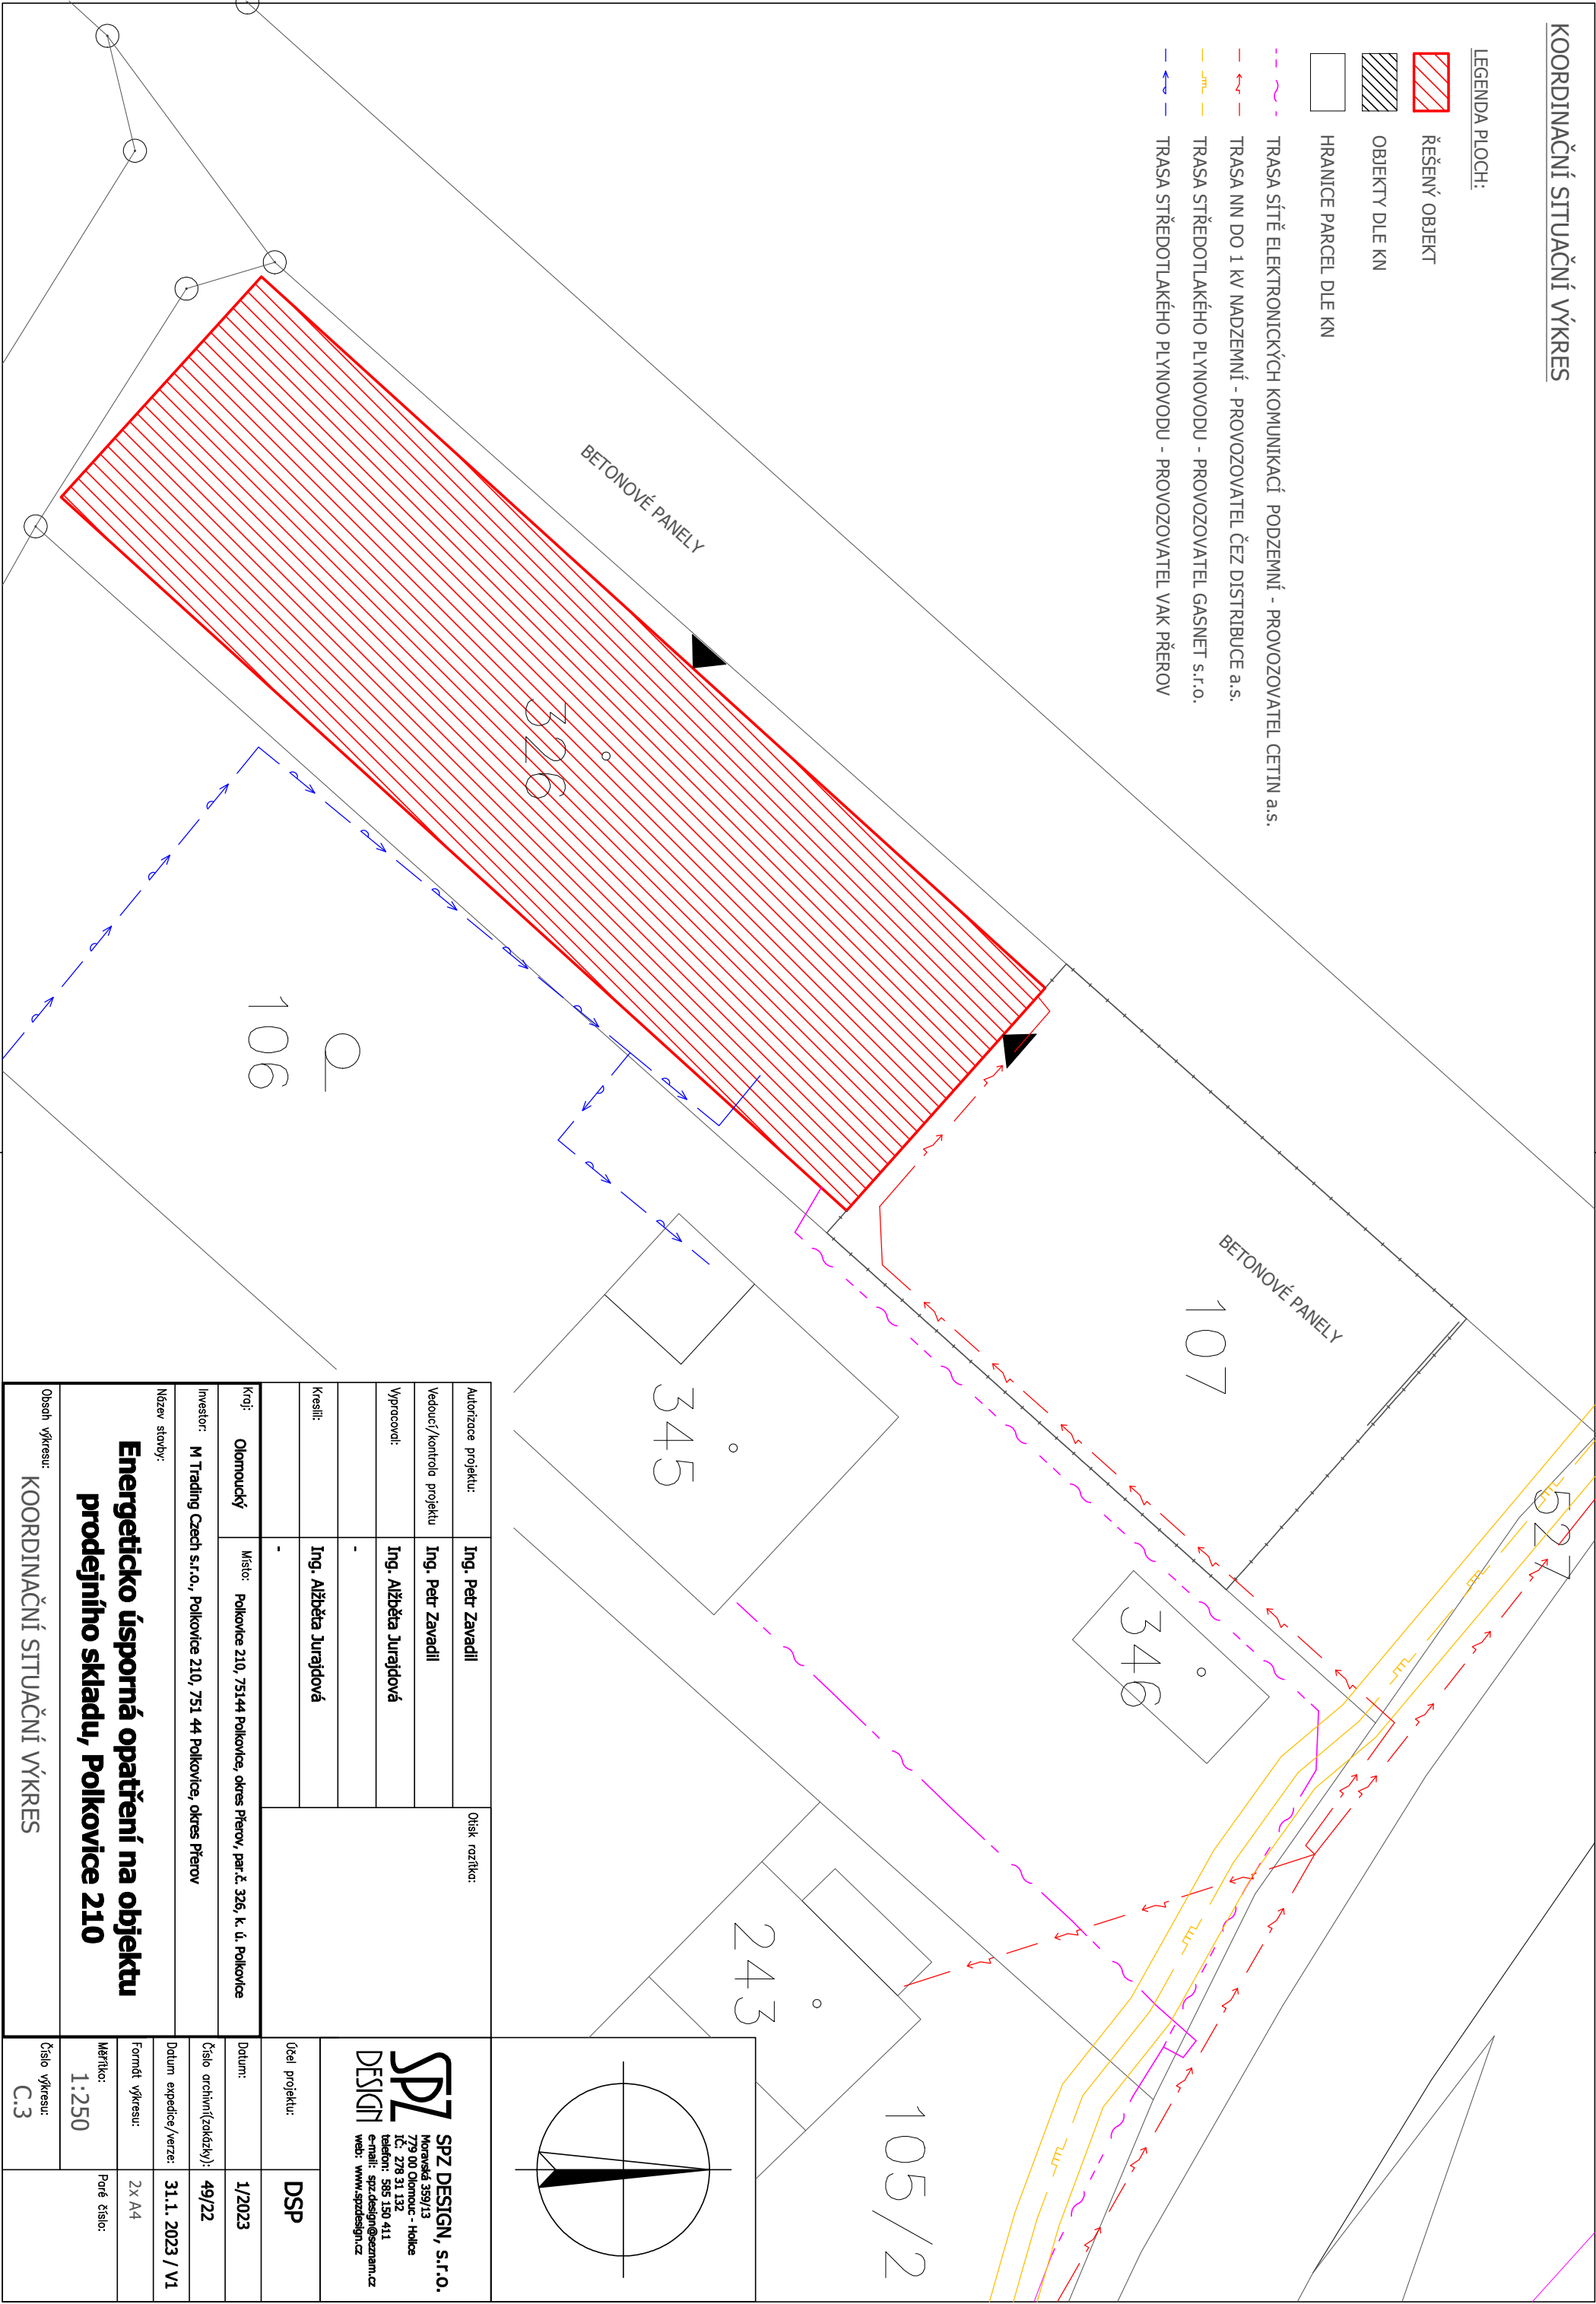 KOORDINAČNÍ SITUAČNÍ VÝKRES
LEGENDA PLOCH:
ŘEŠENÝ OBJEKT
OBJEKTY DLE KN
HRANICE PARCEL DLE KN
TRASA SÍTĚ ELEKTRONICKÝCH KOMUNIKACÍ PODZEMNÍ - PROVOZOVATEL CETIN a.s.
TRASA NN DO 1 kV NADZEMNÍ - PROVOZOVATEL ČEZ DISTRIBUCE a.s.
TRASA STŘEDOTLAKÉHO PLYNOVODU - PROVOZOVATEL GASNET s.r.o.
TRASA STŘEDOTLAKÉHO PLYNOVODU - PROVOZOVATEL VAK PŘEROV
BETONOVÉ PANELY
326
BETONOVÉ PANELY
107
527
106
345
346
243
105/2
Autorizace projektu:
Ing. Petr Zavadil
Otisk razítka:
Vedoucí/kontrola projektu
Ing. Petr Zavadil
Vypracoval:
Ing. Alžběta Jurajdová
-
Kreslil:
Ing. Alžběta Jurajdová
-
Kraj:
Olomoucký
Místo:
Polkovice 210, 75144 Polkovice, okres Přerov, par.č. 326, k. ú. Polkovice
Investor:
M Trading Czech s.r.o., Polkovice 210, 751 44 Polkovice, okres Přerov
Název stavby:
Energeticko úsporná opatření na objektu
prodejního skladu, Polkovice 210
Obsah výkresu:
KOORDINAČNÍ SITUAČNÍ VÝKRES
SPZ
DESIGN
SPZ DESIGN, s.r.o.
Moravská 359/13
779 00 Olomouc - Holice
IČ: 278 31 132
telefon: 585 150 411
e-mail: spz.design@seznam.cz
web: www.spzdesign.cz
Účel projektu:
DSP
Datum:
1/2023
Číslo archivní(zakázky):
49/22
Datum expedice/verze:
31.1. 2023 / V1
Formát výkresu:
2x A4
Měřítko:
1:250
Paré číslo:
Číslo výkresu:
C.3